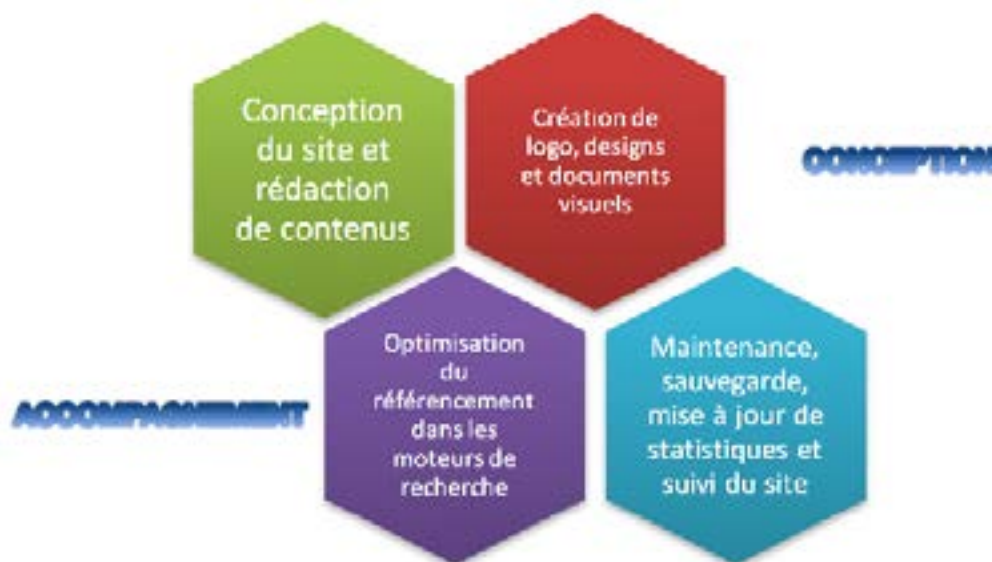 Conception
du site et
rédaction
de contenus
Création de
logo, designs
et documents
visuels
CONCEPTION
ACCOMPAGNEMENT
Optimisation
du
référencement
dans les
moteurs de
recherche
Maintenance,
sauvegarde,
mise à jour de
statistiques et
suivi du site